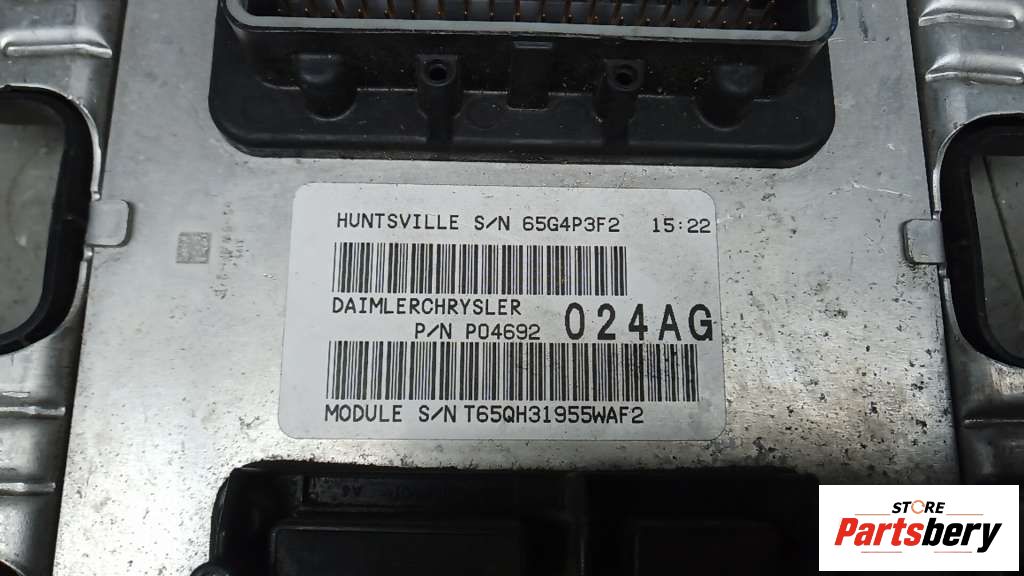 HUNTSVILLE S/N 65G4P3F2 15:22
DAIMLERCHRYSLER
P/N P04692 024AG
MODULE S/N T65QH31955WAF2
STORE
Partsbery